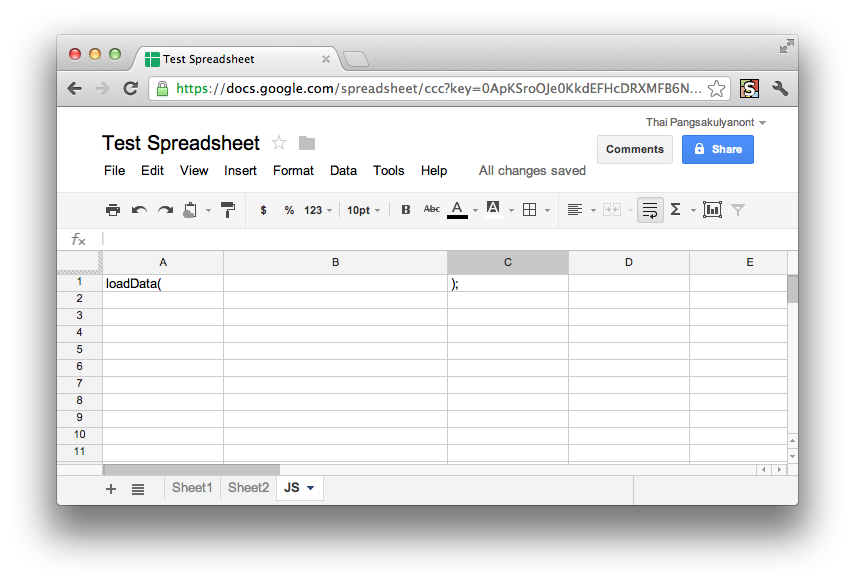 Test Spreadsheet
https://docs.google.com/spreadsheet/ccc?key=0ApKSroOJe0KkdEFHcDRXMFB6N...
Thai Pangsakulyanont
Test Spreadsheet
Comments
Share
File Edit View Insert Format Data Tools Help All changes saved
$ % 123 10pt B Abc A A Σ
fx
A B C D E
1 loadData( );
2
3
4
5
6
7
8
9
10
11
+ Sheet1 Sheet2 JS